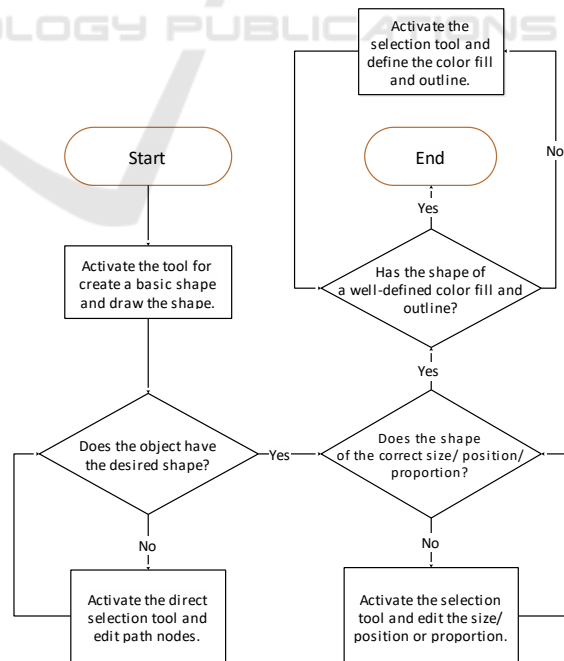 OLOGY PUBLICATIONS
Activate the
selection tool and
define the color fill
and outline.
Start
End
No
Yes
Activate the tool for
create a basic shape
and draw the shape.
Has the shape of
a well-defined color fill and
outline?
Yes
Does the object have
the desired shape?
Yes
Does the shape
of the correct size/ position/
proportion?
No
No
Activate the direct
selection tool and
edit path nodes.
Activate the selection
tool and edit the size/
position or proportion.